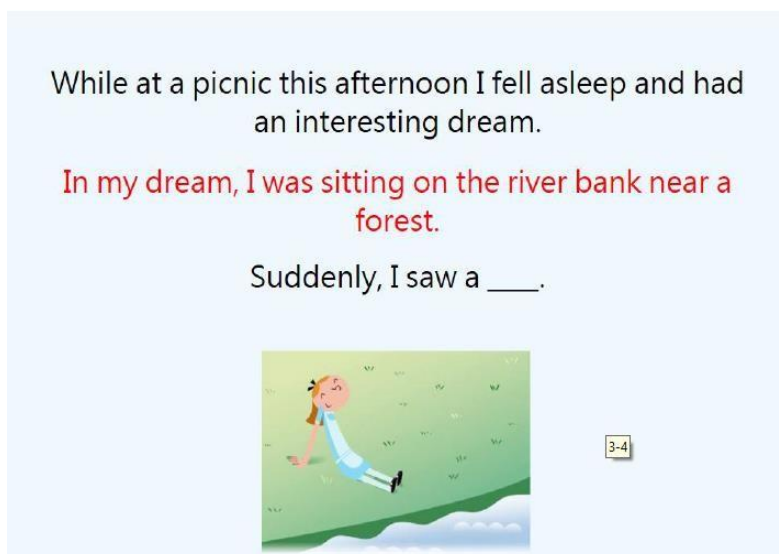 While at a picnic this afternoon I fell asleep and had
an interesting dream.
In my dream, I was sitting on the river bank near a
forest.
Suddenly, I saw a ____.
3-4